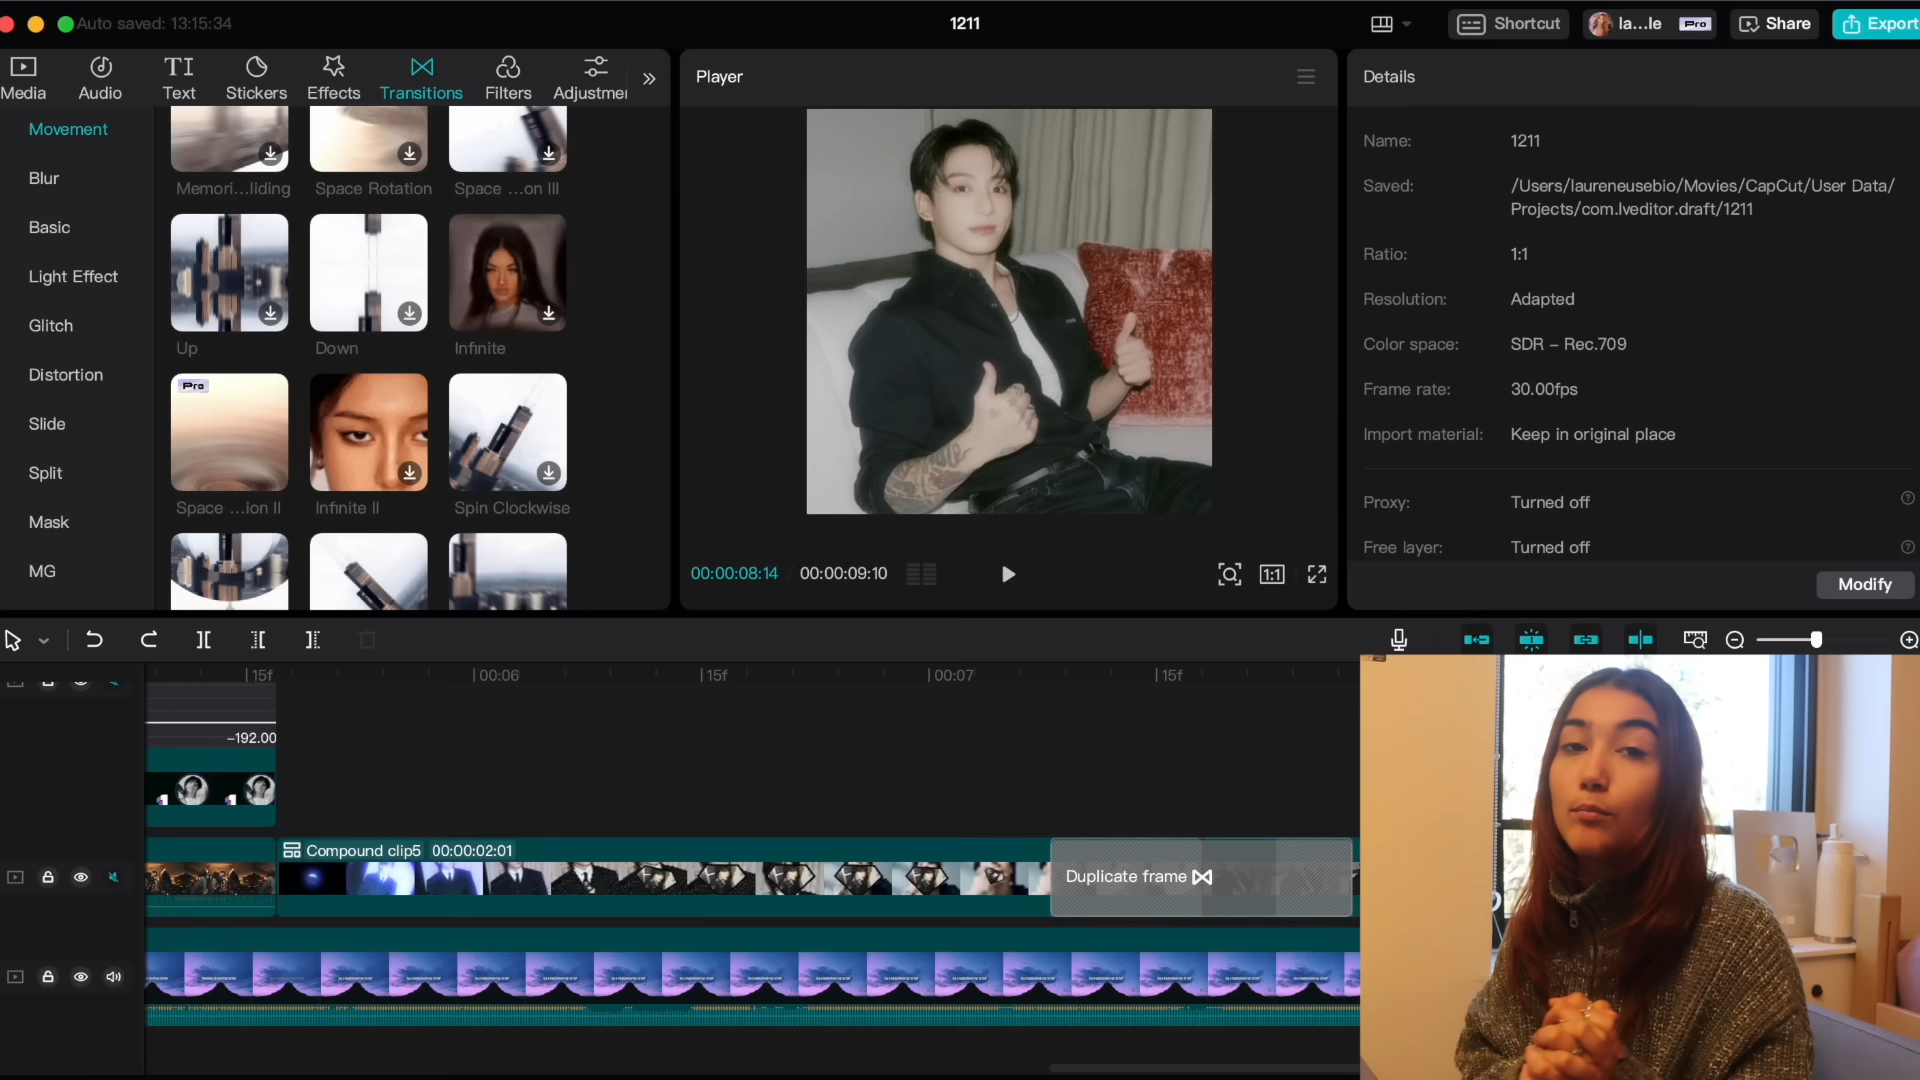 Auto saved: 13:15:34
1211
Shortcut
la...le
Pro
Share
Export
Media
Audio
Text
Stickers
Effects
Transitions
Filters
Adjustmen
Player
Details
Movement
Blur
Basic
Light Effect
Glitch
Distortion
Slide
Split
Mask
MG
Memori...liding
Space Rotation
Space ...on III
Up
Down
Infinite
Pro
Space ...ion II
Infinite II
Spin Clockwise
00:00:08:14
00:00:09:10
1:1
Name:
1211
Saved:
/Users/laureneusebio/Movies/CapCut/User Data/
Projects/com.lveditor.draft/1211
Ratio:
1:1
Resolution:
Adapted
Color space:
SDR – Rec.709
Frame rate:
30.00fps
Import material:
Keep in original place
Proxy:
Turned off
Free layer:
Turned off
Modify
15f
00:06
15f
00:07
15f
-192.00
Compound clip5 00:00:02:01
Duplicate frame